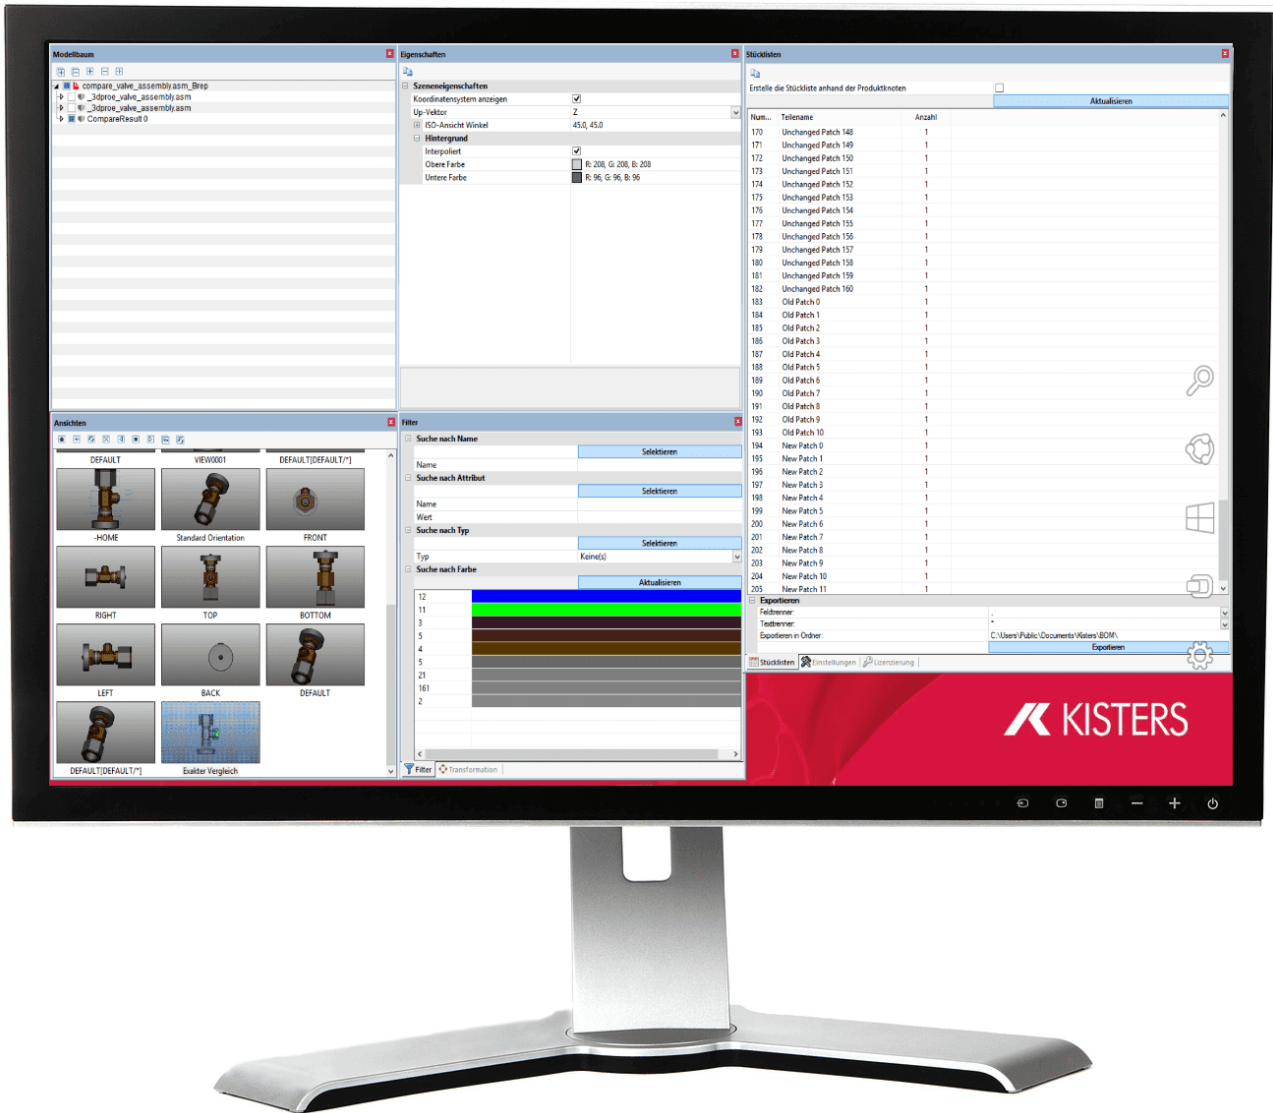 Modellbaum
compare_valve_assembly.asm_Brep
_3dproe_valve_assembly.asm
_3dproe_valve_assembly.asm
CompareResult 0
Eigenschaften
Szeneneigenschaften
Koordinatensystem anzeigen
Up-Vektor Z
ISO-Ansicht Winkel 45.0, 45.0
Hintergrund
Interpoliert
Obere Farbe R: 208, G: 208, B: 208
Untere Farbe R: 96, G: 96, B: 96
Stücklisten
Erstelle die Stückliste anhand der Produktknoten
Aktualisieren
Num... Teilename Anzahl
170 Unchanged Patch 148 1
171 Unchanged Patch 149 1
172 Unchanged Patch 150 1
173 Unchanged Patch 151 1
174 Unchanged Patch 152 1
175 Unchanged Patch 153 1
176 Unchanged Patch 154 1
177 Unchanged Patch 155 1
178 Unchanged Patch 156 1
179 Unchanged Patch 157 1
180 Unchanged Patch 158 1
181 Unchanged Patch 159 1
182 Unchanged Patch 160 1
183 Old Patch 0 1
184 Old Patch 1 1
185 Old Patch 2 1
186 Old Patch 3 1
187 Old Patch 4 1
188 Old Patch 5 1
189 Old Patch 6 1
190 Old Patch 7 1
191 Old Patch 8 1
192 Old Patch 9 1
193 Old Patch 10 1
194 New Patch 0 1
195 New Patch 1 1
196 New Patch 2 1
197 New Patch 3 1
198 New Patch 4 1
199 New Patch 5 1
200 New Patch 6 1
201 New Patch 7 1
202 New Patch 8 1
203 New Patch 9 1
204 New Patch 10 1
205 New Patch 11 1
Exportieren
Feldtrenner: ,
Texttrenner: "
Exportieren in Ordner: C:\Users\Public\Documents\Kisters\BOM\
Exportieren
Stücklisten Einstellungen Lizenzierung
Ansichten
DEFAULT VIEW0001 DEFAULT[DEFAULT/*]
-HOME Standard Orientation FRONT
RIGHT TOP BOTTOM
LEFT BACK DEFAULT
DEFAULT[DEFAULT/*] Exakter Vergleich
Filter
Suche nach Name
Selektieren
Name
Suche nach Attribut
Selektieren
Name
Wert
Suche nach Typ
Selektieren
Typ Keine(s)
Suche nach Farbe
Aktualisieren
12
11
3
5
4
5
21
161
2
Filter Transformation
KISTERS